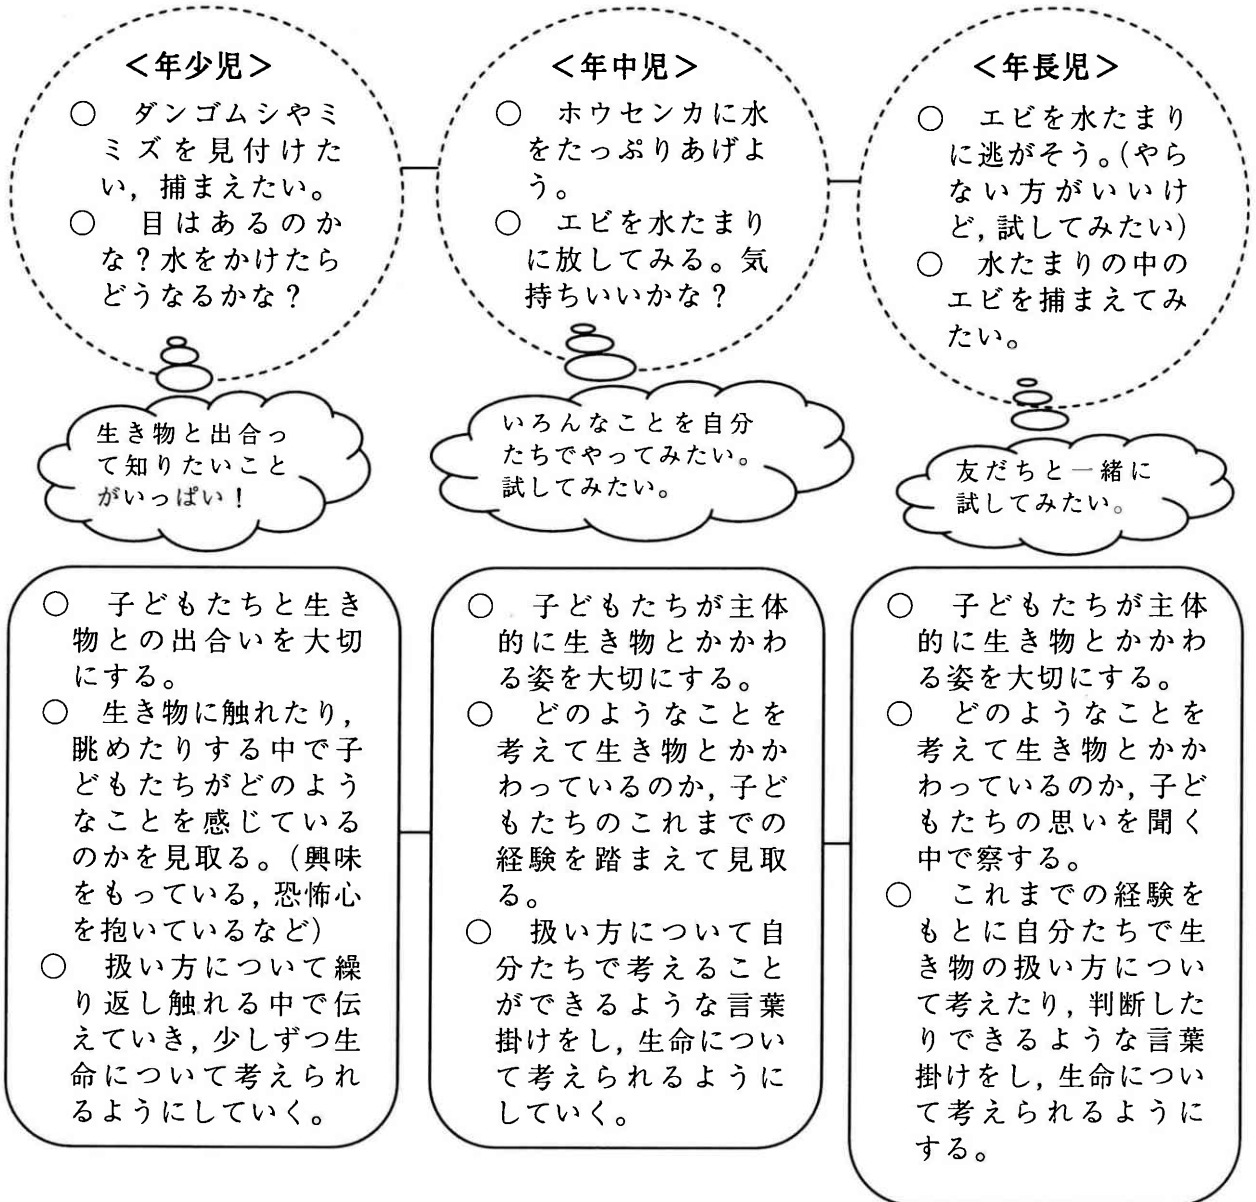 ＜年少児＞
○　ダンゴムシやミ
ミズを見付けた
い，捕まえたい。
○　目はあるのか
な？水をかけたら
どうなるかな？
＜年中児＞
○　ホウセンカに水
をたっぷりあげよ
う。
○　エビを水たまり
に放してみる。気
持ちいいかな？
＜年長児＞
○　エビを水たまり
に逃がそう。（やら
ない方がいいけ
ど，試してみたい）
○　水たまりの中の
エビを捕まえてみ
たい。
生き物と出合っ
て知りたいこと
がいっぱい！
いろんなことを自分
たちでやってみたい。
試してみたい。
友だちと一緒に
試してみたい。
○　子どもたちと生き
物との出合いを大切
にする。
○　生き物に触れたり，
眺めたりする中で子
どもたちがどのよう
なことを感じている
のかを見取る。（興味
をもっている，恐怖心
を抱いているなど）
○　扱い方について繰
り返し触れる中で伝
えていき，少しずつ生
命について考えられ
るようにしていく。
○　子どもたちが主体
的に生き物とかかわ
る姿を大切にする。
○　どのようなことを
考えて生き物とかか
わっているのか，子ど
もたちのこれまでの
経験を踏まえて見取
る。
○　扱い方について自
分たちで考えること
ができるような言葉
掛けをし，生命につい
て考えられるように
していく。
○　子どもたちが主体
的に生き物とかかわ
る姿を大切にする。
○　どのようなことを
考えて生き物とかか
わっているのか，子ど
もたちの思いを聞く
中で察する。
○　これまでの経験を
もとに自分たちで生
き物の扱い方につい
て考えたり，判断した
りできるような言葉
掛けをし，生命につい
て考えられるように
する。